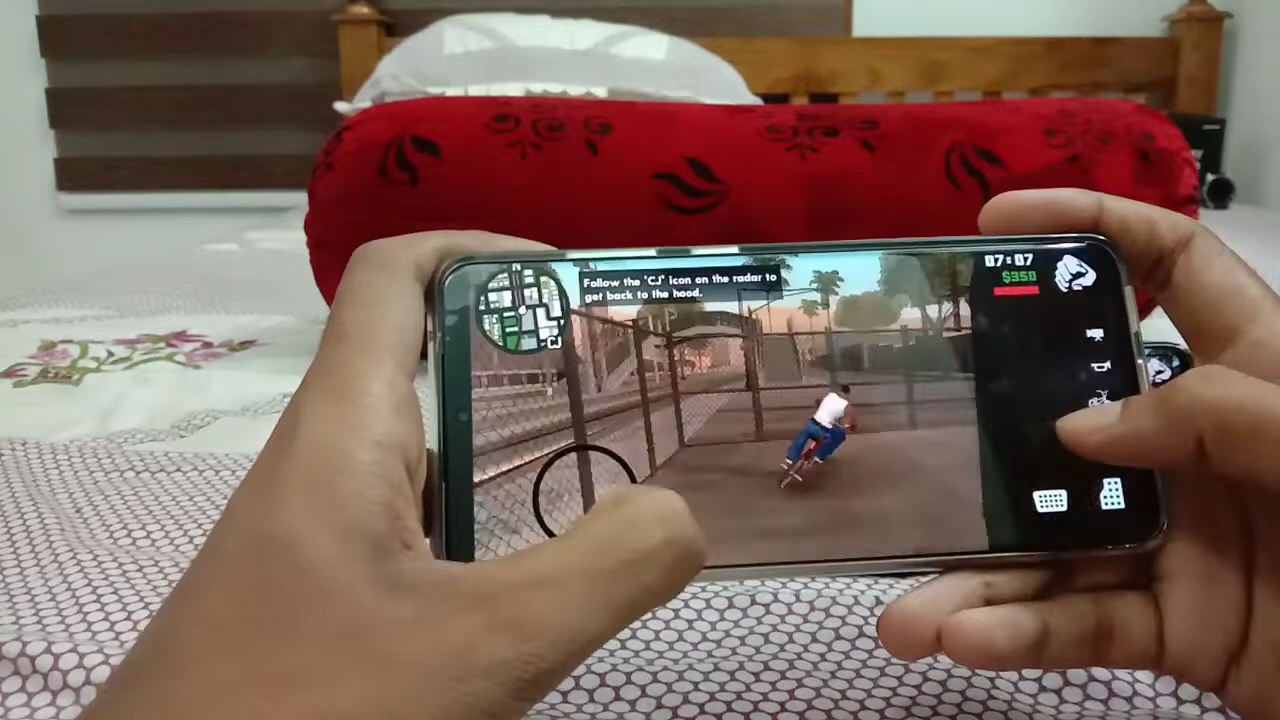 N
Follow the 'CJ' icon on the radar to
get back to the hood.
CJ
07:07
$350